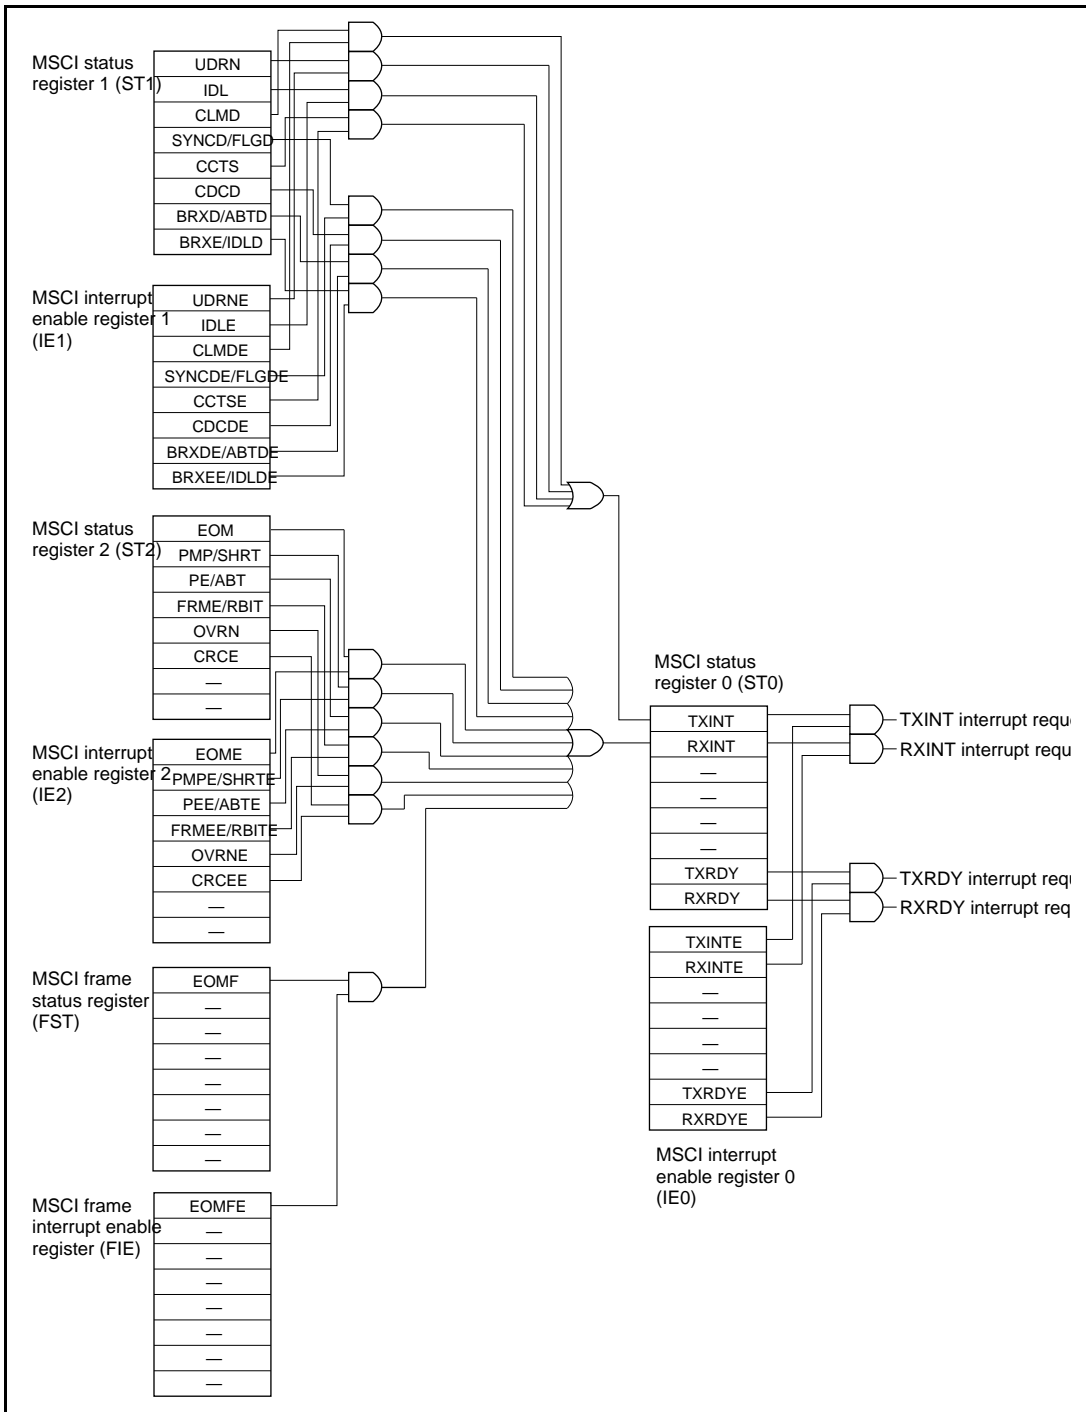 MSCI status
register 1 (ST1)
UDRN
IDL
CLMD
SYNCD/FLGD
CCTS
CDCD
BRXD/ABTD
BRXE/IDLD
MSCI interrupt
enable register 1
(IE1)
UDRNE
IDLE
CLMDE
SYNCDE/FLGDE
CCTSE
CDCDE
BRXDE/ABTDE
BRXEE/IDLDE
MSCI status
register 2 (ST2)
EOM
PMP/SHRT
PE/ABT
FRME/RBIT
OVRN
CRCE
—
—
MSCI interrupt
enable register 2
(IE2)
EOME
PMPE/SHRTE
PEE/ABTE
FRMEE/RBITE
OVRNE
CRCEE
—
—
MSCI frame
status register
(FST)
EOMF
—
—
—
—
—
—
—
MSCI frame
interrupt enable
register (FIE)
EOMFE
—
—
—
—
—
—
—
MSCI status
register 0 (ST0)
TXINT
RXINT
—
—
—
—
TXRDY
RXRDY
TXINTE
RXINTE
—
—
—
—
TXRDYE
RXRDYE
MSCI interrupt
enable register 0
(IE0)
TXINT interrupt requ
RXINT interrupt requ
TXRDY interrupt requ
RXRDY interrupt req